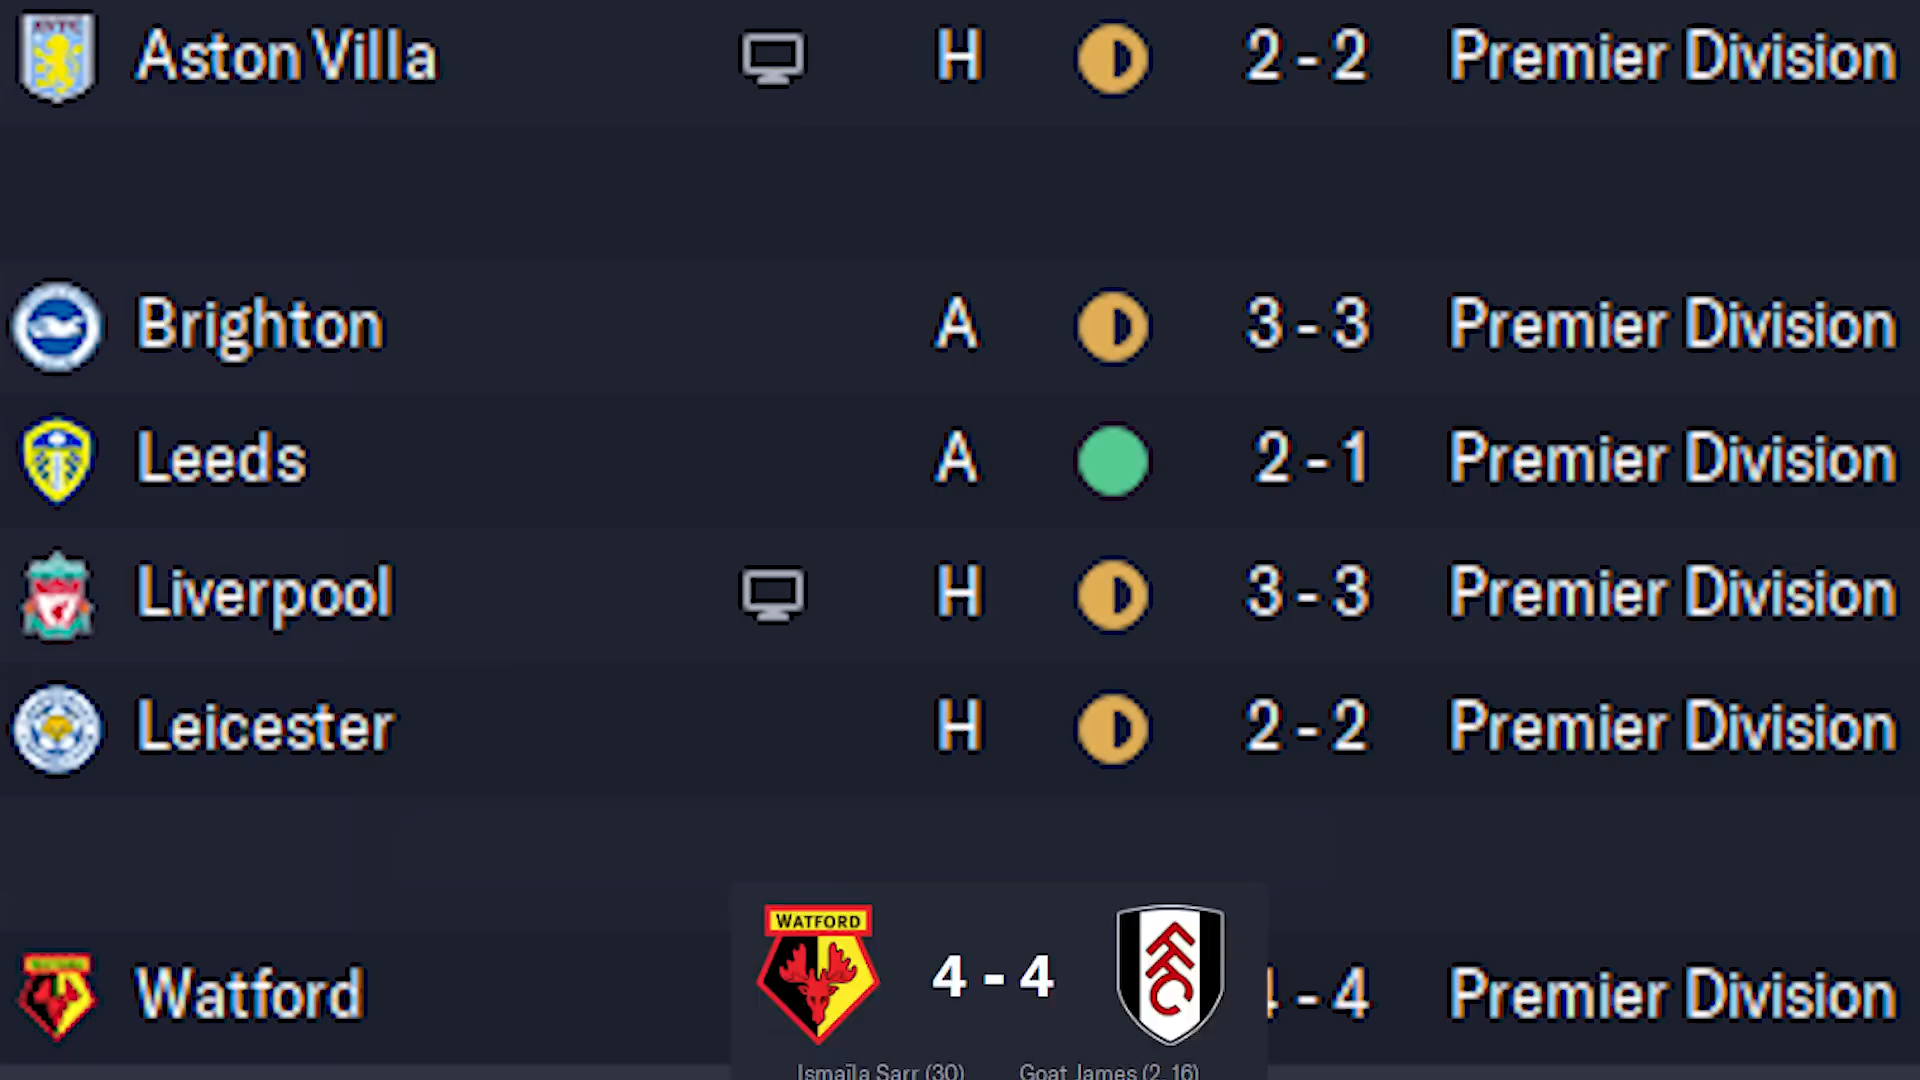 Aston Villa H 2 - 2 Premier Division
Brighton A 3 - 3 Premier Division
Leeds A 2 - 1 Premier Division
Liverpool H 3 - 3 Premier Division
Leicester H 2 - 2 Premier Division
WATFORD
4 - 4
Watford 4 - 4 Premier Division
Ismaïla Sarr (30) Goat James (2, 16)